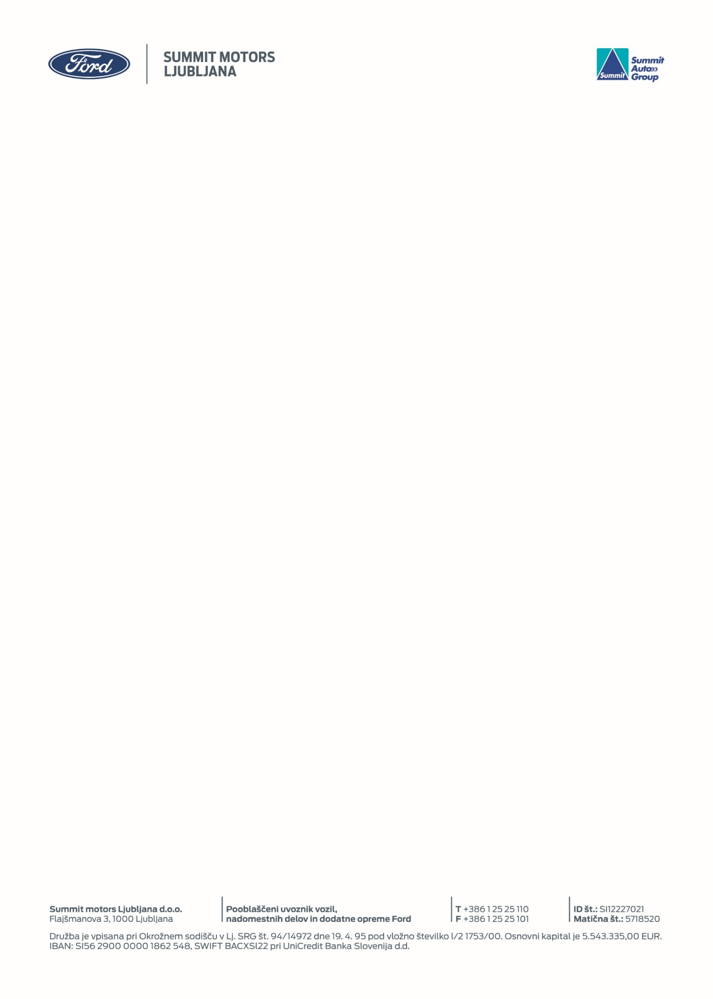 Ford
SUMMIT MOTORS
LJUBLJANA
Summit
Summit
Auto
Group
Summit motors Ljubljana d.o.o.
Flajšmanova 3, 1000 Ljubljana
Pooblaščeni uvoznik vozil,
nadomestnih delov in dodatne opreme Ford
T +386 1 25 25 110
F +386 1 25 25 101
ID št.: SI12227021
Matična št.: 5718520
Družba je vpisana pri Okrožnem sodišču v Lj. SRG št. 94/14972 dne 19. 4. 95 pod vložno številko l/2 1753/00. Osnovni kapital je 5.543.335,00 EUR.
IBAN: SI56 2900 0000 1862 548, SWIFT BACXSl22 pri UniCredit Banka Slovenija d.d.